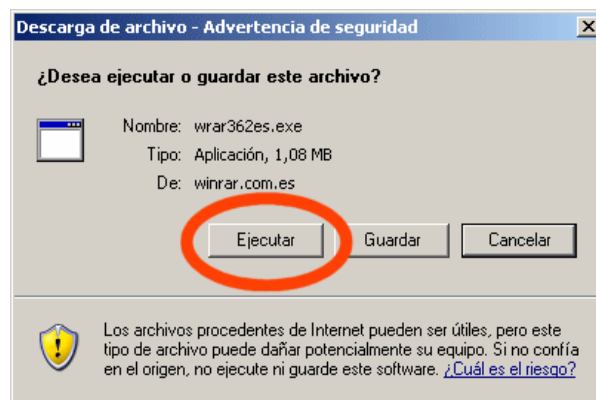 Descarga de archivo - Advertencia de seguridad
¿Desea ejecutar o guardar este archivo?
Nombre: wrar362es.exe
Tipo: Aplicación, 1,08 MB
De: winrar.com.es
Ejecutar Guardar Cancelar
Los archivos procedentes de Internet pueden ser útiles, pero este
tipo de archivo puede dañar potencialmente su equipo. Si no confía
en el origen, no ejecute ni guarde este software. ¿Cuál es el riesgo?